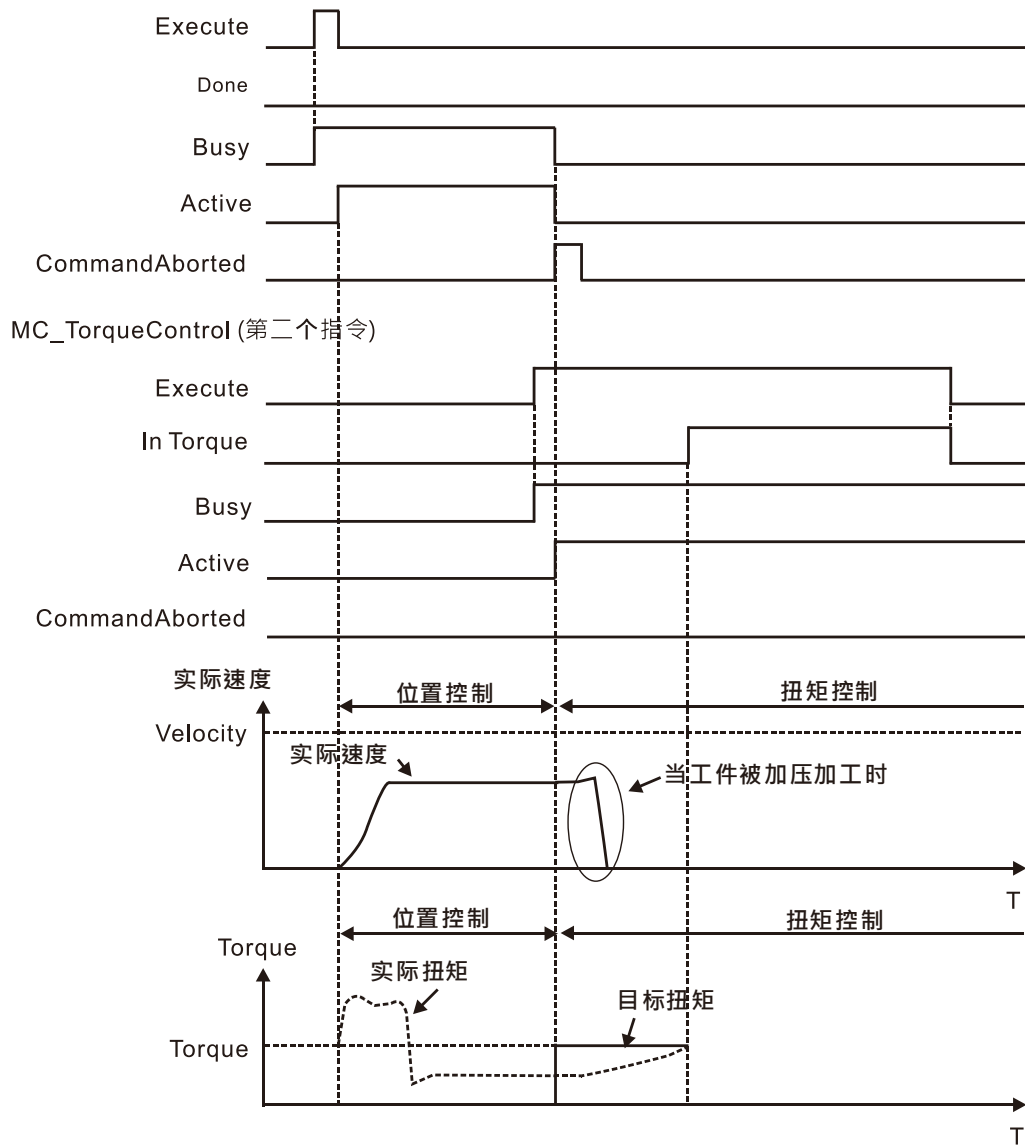 Execute
Done
Busy
Active
CommandAborted
MC_TorqueControl (第二个指令)
Execute
In Torque
Busy
Active
CommandAborted
实际速度
位置控制
扭矩控制
Velocity
实际速度
当工件被加压加工时
T
位置控制
扭矩控制
Torque
实际扭矩
目标扭矩
Torque
T